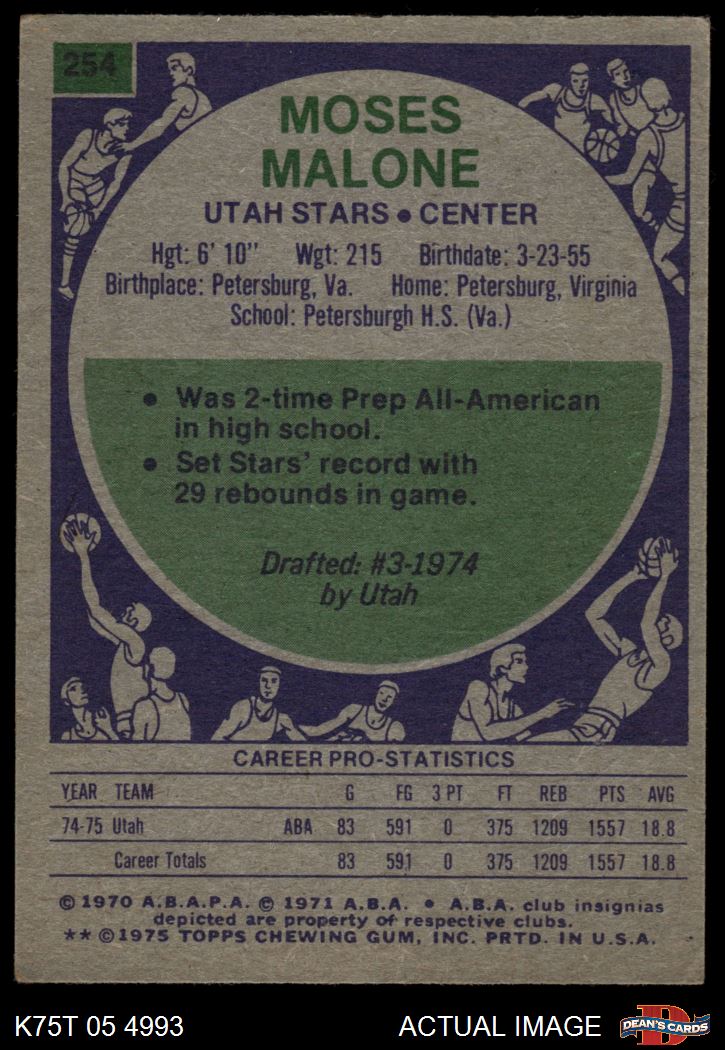 254
MOSES
MALONE
UTAH STARS • CENTER
Hgt: 6' 10" Wgt: 215 Birthdate: 3-23-55
Birthplace: Petersburg, Va. Home: Petersburg, Virginia
School: Petersburgh H.S. (Va.)
• Was 2-time Prep All-American
in high school.
• Set Stars' record with
29 rebounds in game.
Drafted: #3-1974
by Utah
CAREER PRO-STATISTICS
YEAR TEAM G FG 3 PT FT REB PTS AVG
74-75 Utah ABA 83 591 0 375 1209 1557 18.8
Career Totals 83 591 0 375 1209 1557 18.8
© 1970 A.B.A.P.A. © 1971 A.B.A. • A.B.A. club insignias
depicted are property of respective clubs.
** © 1975 TOPPS CHEWING GUM, INC. PRTD. IN U.S.A.
K75T 05 4993 ACTUAL IMAGE D DEAN'S CARDS